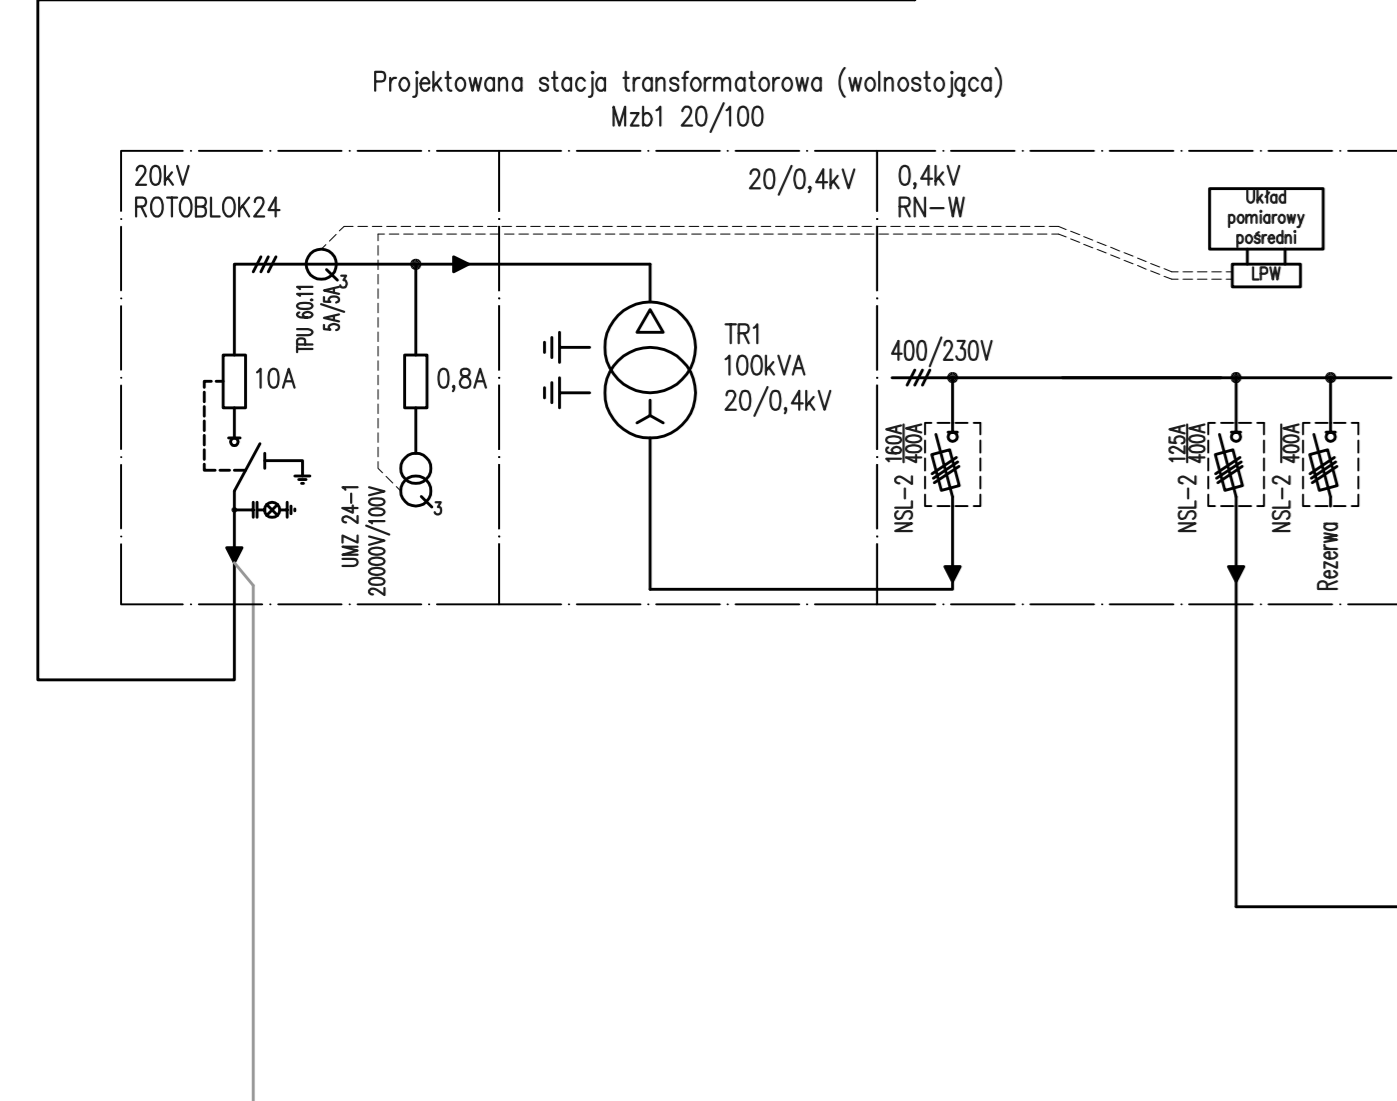 Projektowana stacja transformatorowa (wolnostojąca)
Mzb1 20/100
20kV
ROTOBLOK24
20/0,4kV
0,4kV
RN-W
Układ
pomiarowy
pośredni
LPW
3
TPU 60.11
5A/5A
10A
0,8A
UMZ 24-1
20000V/100V
3
TR1
100kVA
20/0,4kV
400/230V
NSL-2 160A
400A
NSL-2 125A
400A
NSL-2 400A
Rezerwa